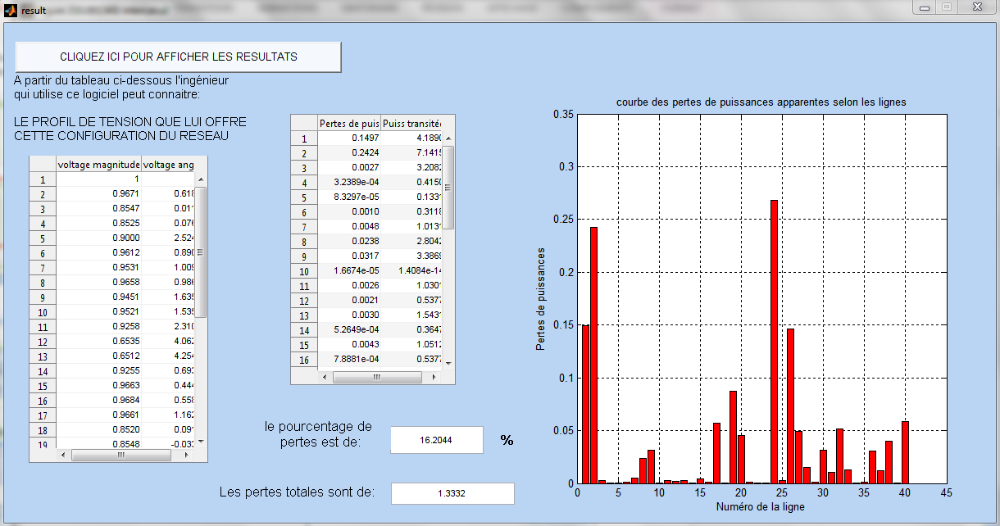 result
CLIQUEZ ICI POUR AFFICHER LES RESULTATS
A partir du tableau ci-dessous l'ingénieur
qui utilise ce logiciel peut connaitre:
LE PROFIL DE TENSION QUE LUI OFFRE
CETTE CONFIGURATION DU RESEAU
voltage magnitude voltage ang
1 1
2 0.9671 0.618
3 0.8547 0.011
4 0.8525 0.076
5 0.9000 2.524
6 0.9612 0.890
7 0.9531 1.009
8 0.9658 0.986
9 0.9451 1.635
10 0.9521 1.535
11 0.9258 2.310
12 0.6535 4.062
13 0.6512 4.254
14 0.9255 0.693
15 0.9663 0.444
16 0.9684 0.558
17 0.9661 1.162
18 0.8520 0.091
19 0.8548 -0.033
Pertes de puis Puiss transitée
1 0.1497 4.1890
2 0.2424 7.1415
3 0.0027 3.2082
4 3.2389e-04 0.4150
5 8.3297e-05 0.1331
6 0.0010 0.3118
7 0.0048 1.0131
8 0.0238 2.8042
9 0.0317 3.3869
10 1.6674e-05 1.4084e-14
11 0.0026 1.0301
12 0.0021 0.5377
13 0.0030 1.5431
14 5.2649e-04 0.3647
15 0.0043 1.0512
16 7.8881e-04 0.5377
le pourcentage de
pertes est de: 16.2044 %
Les pertes totales sont de: 1.3332
courbe des pertes de puissances apparentes selon les lignes
Pertes de puissances
0.35
0.3
0.25
0.2
0.15
0.1
0.05
0
0 5 10 15 20 25 30 35 40 45
Numéro de la ligne